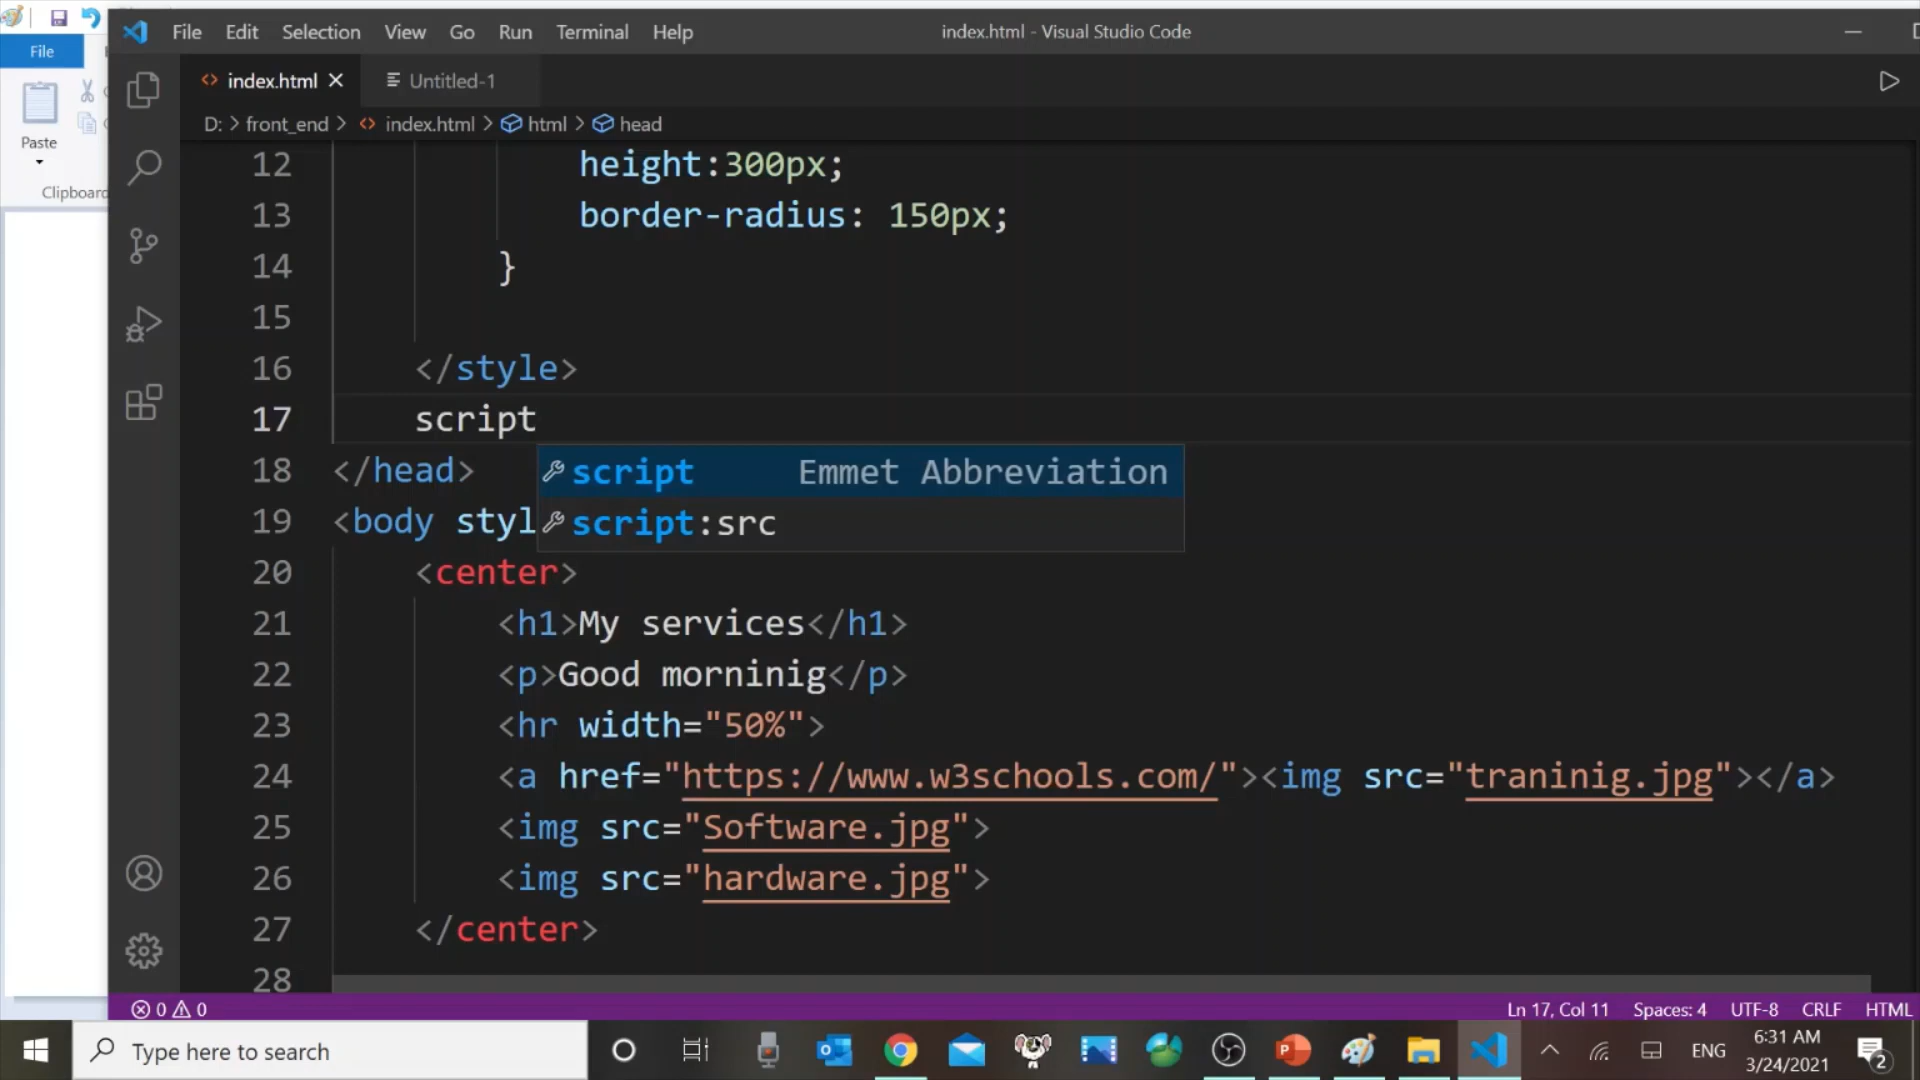 File Edit Selection View Go Run Terminal Help
index.html - Visual Studio Code
File
Paste
Clipboard
index.html
Untitled-1
D: > front_end > index.html > html > head
12 height:300px;
13 border-radius: 150px;
14 }
15
16 </style>
17 script
script Emmet Abbreviation
script:src
18 </head>
19 <body styl
20 <center>
21 <h1>My services</h1>
22 <p>Good morninig</p>
23 <hr width="50%">
24 <a href="https://www.w3schools.com/"><img src="traninig.jpg"></a>
25 <img src="Software.jpg">
26 <img src="hardware.jpg">
27 </center>
28
0 0
Ln 17, Col 11 Spaces: 4 UTF-8 CRLF HTML
Type here to search
ENG
6:31 AM
3/24/2021
2